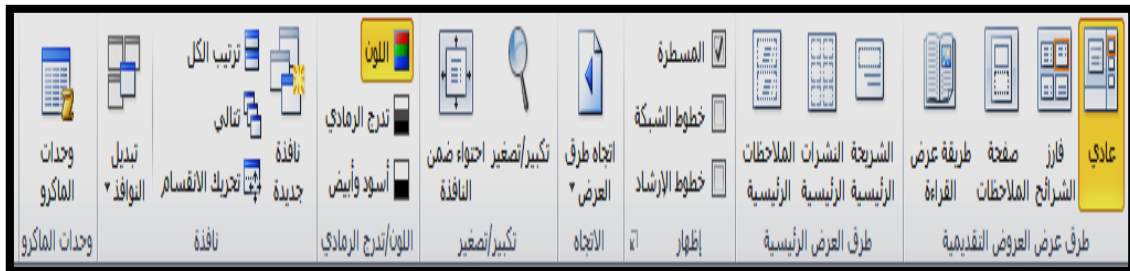 عادي
فارز الشرائح
صفحة الملاحظات
طريقة عرض القراءة
طرق عرض العروض التقديمية
الشريحة الرئيسية
النشرات الرئيسية
الملاحظات الرئيسية
طرق العرض الرئيسية
المسطرة
خطوط الشبكة
خطوط الإرشاد
إظهار
اتجاه طرق العرض
الاتجاه
تكبير/تصغير
احتواء ضمن النافذة
تكبير/تصغير
اللون
تدرج الرمادي
أسود وأبيض
اللون/تدرج الرمادي
نافذة جديدة
ترتيب الكل
تتالي
تحريك الانقسام
تبديل النوافذ
نافذة
وحدات الماكرو
وحدات الماكرو